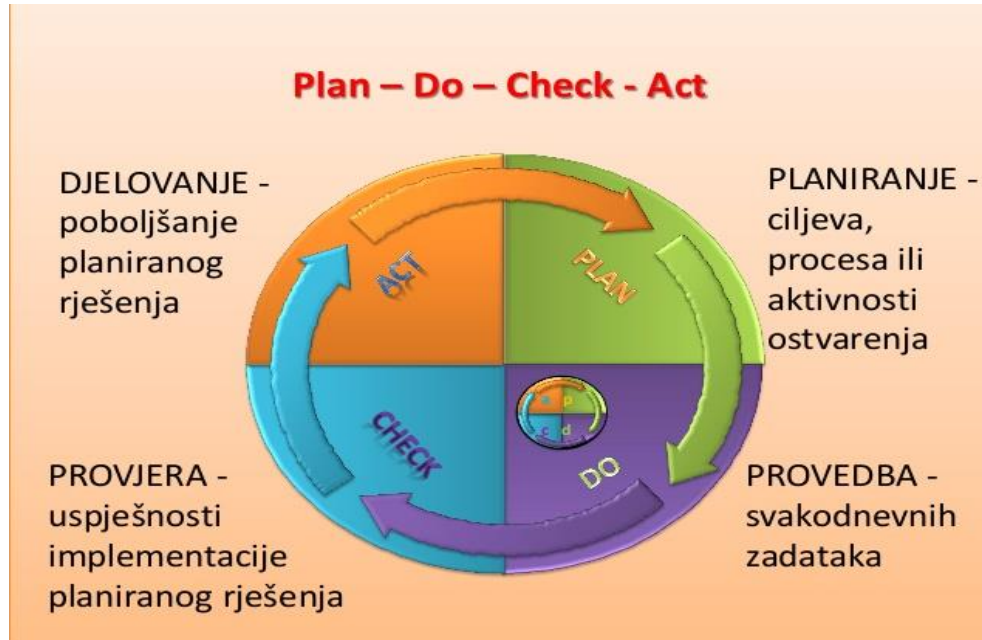 Plan – Do – Check - Act
DJELOVANJE -
poboljšanje
planiranog
rješenja
PLANIRANJE -
ciljeva,
procesa ili
aktivnosti
ostvarenja
ACT
PLAN
CHECK
DO
a p
c d
PROVJERA -
uspješnosti
implementacije
planiranog rješenja
PROVEDBA -
svakodnevnih
zadataka